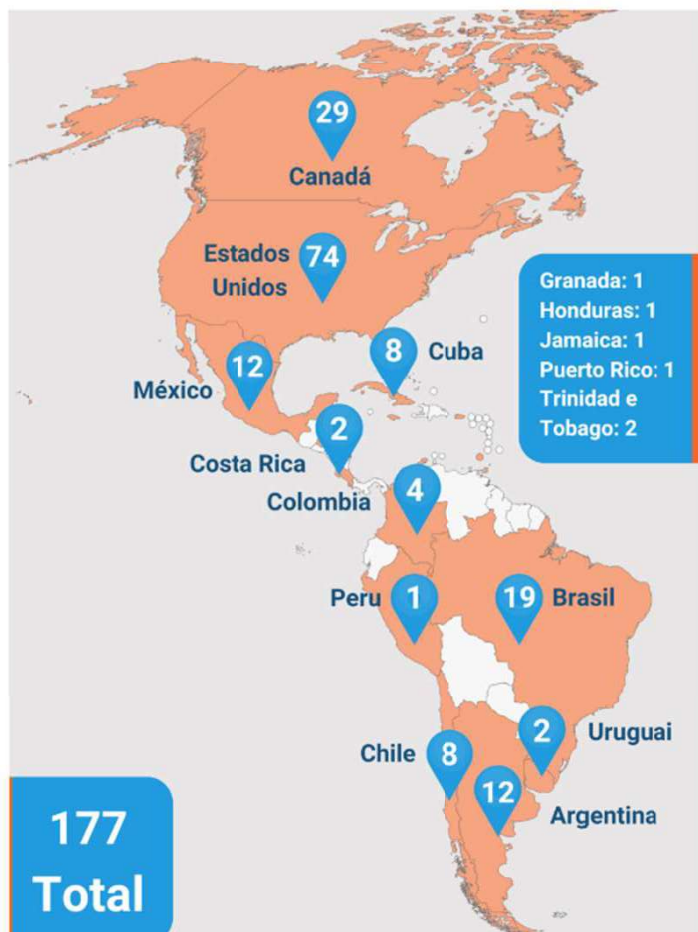 29
Canadá
Estados
Unidos
74
Granada: 1
Honduras: 1
Jamaica: 1
Puerto Rico: 1
Trinidad e
Tobago: 2
12
México
8
Cuba
2
Costa Rica
Colombia
4
Peru
1
19
Brasil
2
Uruguai
Chile
8
12
Argentina
177
Total